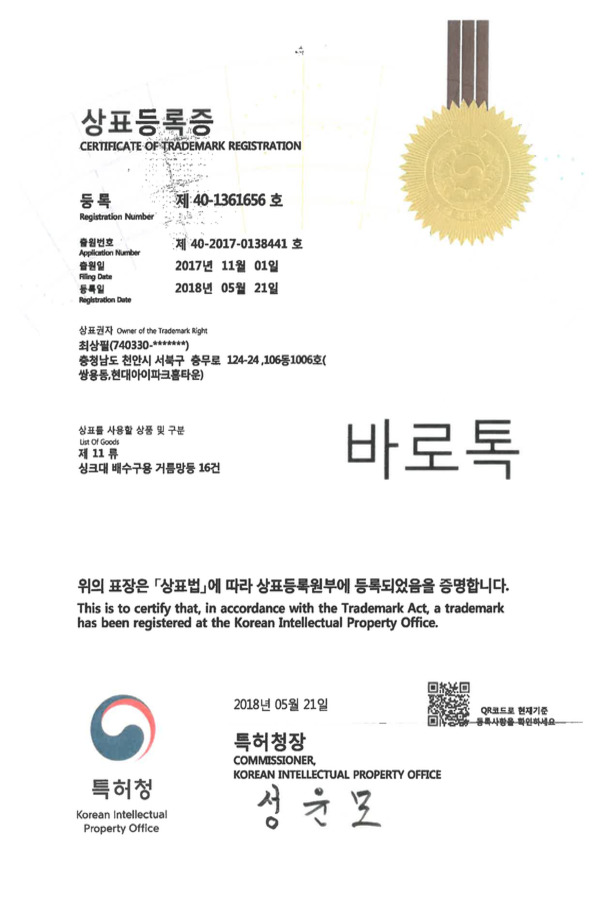 상표등록증
CERTIFICATE OF TRADEMARK REGISTRATION
등록 제 40-1361656 호
Registration Number
출원번호 제 40-2017-0138441 호
Application Number
출원일 2017년 11월 01일
Filing Date
등록일 2018년 05월 21일
Registration Date
상표권자 Owner of the Trademark Right
최상필(740330-*******)
충청남도 천안시 서북구 충무로 124-24 ,106동1006호(
쌍용동,현대아이파크홈타운)
상표를 사용할 상품 및 구분
List Of Goods
제 11 류
싱크대 배수구용 거름망등 16건
바로톡
위의 표장은 「상표법」에 따라 상표등록원부에 등록되었음을 증명합니다.
This is to certify that, in accordance with the Trademark Act, a trademark
has been registered at the Korean Intellectual Property Office.
2018년 05월 21일
QR코드로 현재기준
등록사항을 확인하세요
특허청장
COMMISSIONER,
KOREAN INTELLECTUAL PROPERTY OFFICE
성윤모
특허청
Korean Intellectual
Property Office